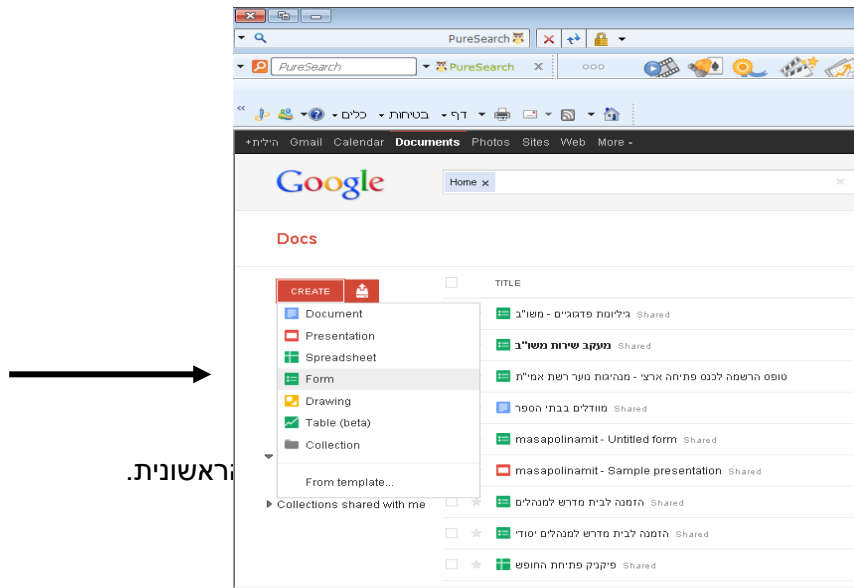 PureSearch
PureSearch PureSearch x
« כלים בטיחות דף
הילית+ Gmail Calendar Documents Photos Sites Web More
Google Home x
Docs
CREATE TITLE
Document
Presentation
Spreadsheet
Form
Drawing
Table (beta)
Collection
From template...
Collections shared with me
גיליונות פדגוגיים - משו"ב Shared
מעקב שירות משו"ב Shared
טופס הרשמה לכנס פתיחה ארצי - מנהיגות נוער רשת אמי"ת
מוודלים בבתי הספר Shared
masapolinamit - Untitled form Shared
masapolinamit - Sample presentation Shared
הזמנה לבית מדרש למנהלים Shared
הזמנה לבית מדרש למנהלים יסודי Shared
פיקניק פתיחת החופש Shared
הראשונית.